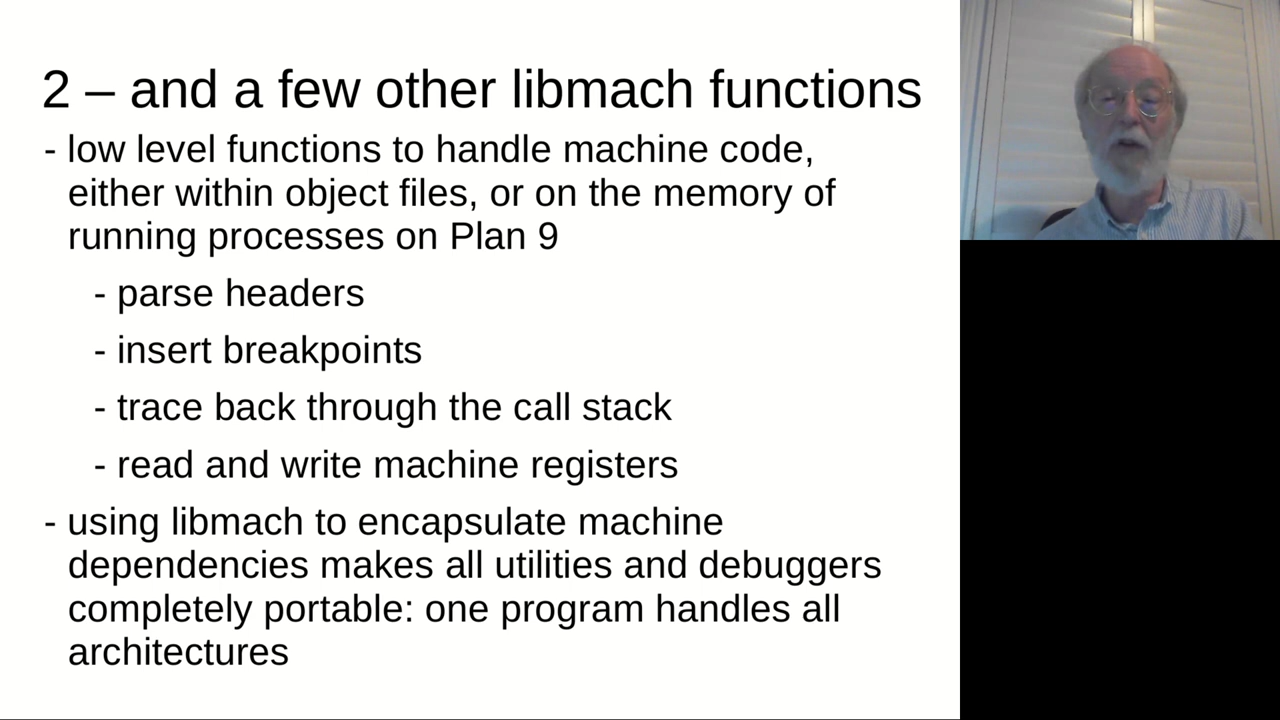 2 – and a few other libmach functions
- low level functions to handle machine code,
either within object files, or on the memory of
running processes on Plan 9
- parse headers
- insert breakpoints
- trace back through the call stack
- read and write machine registers
- using libmach to encapsulate machine
dependencies makes all utilities and debuggers
completely portable: one program handles all
architectures